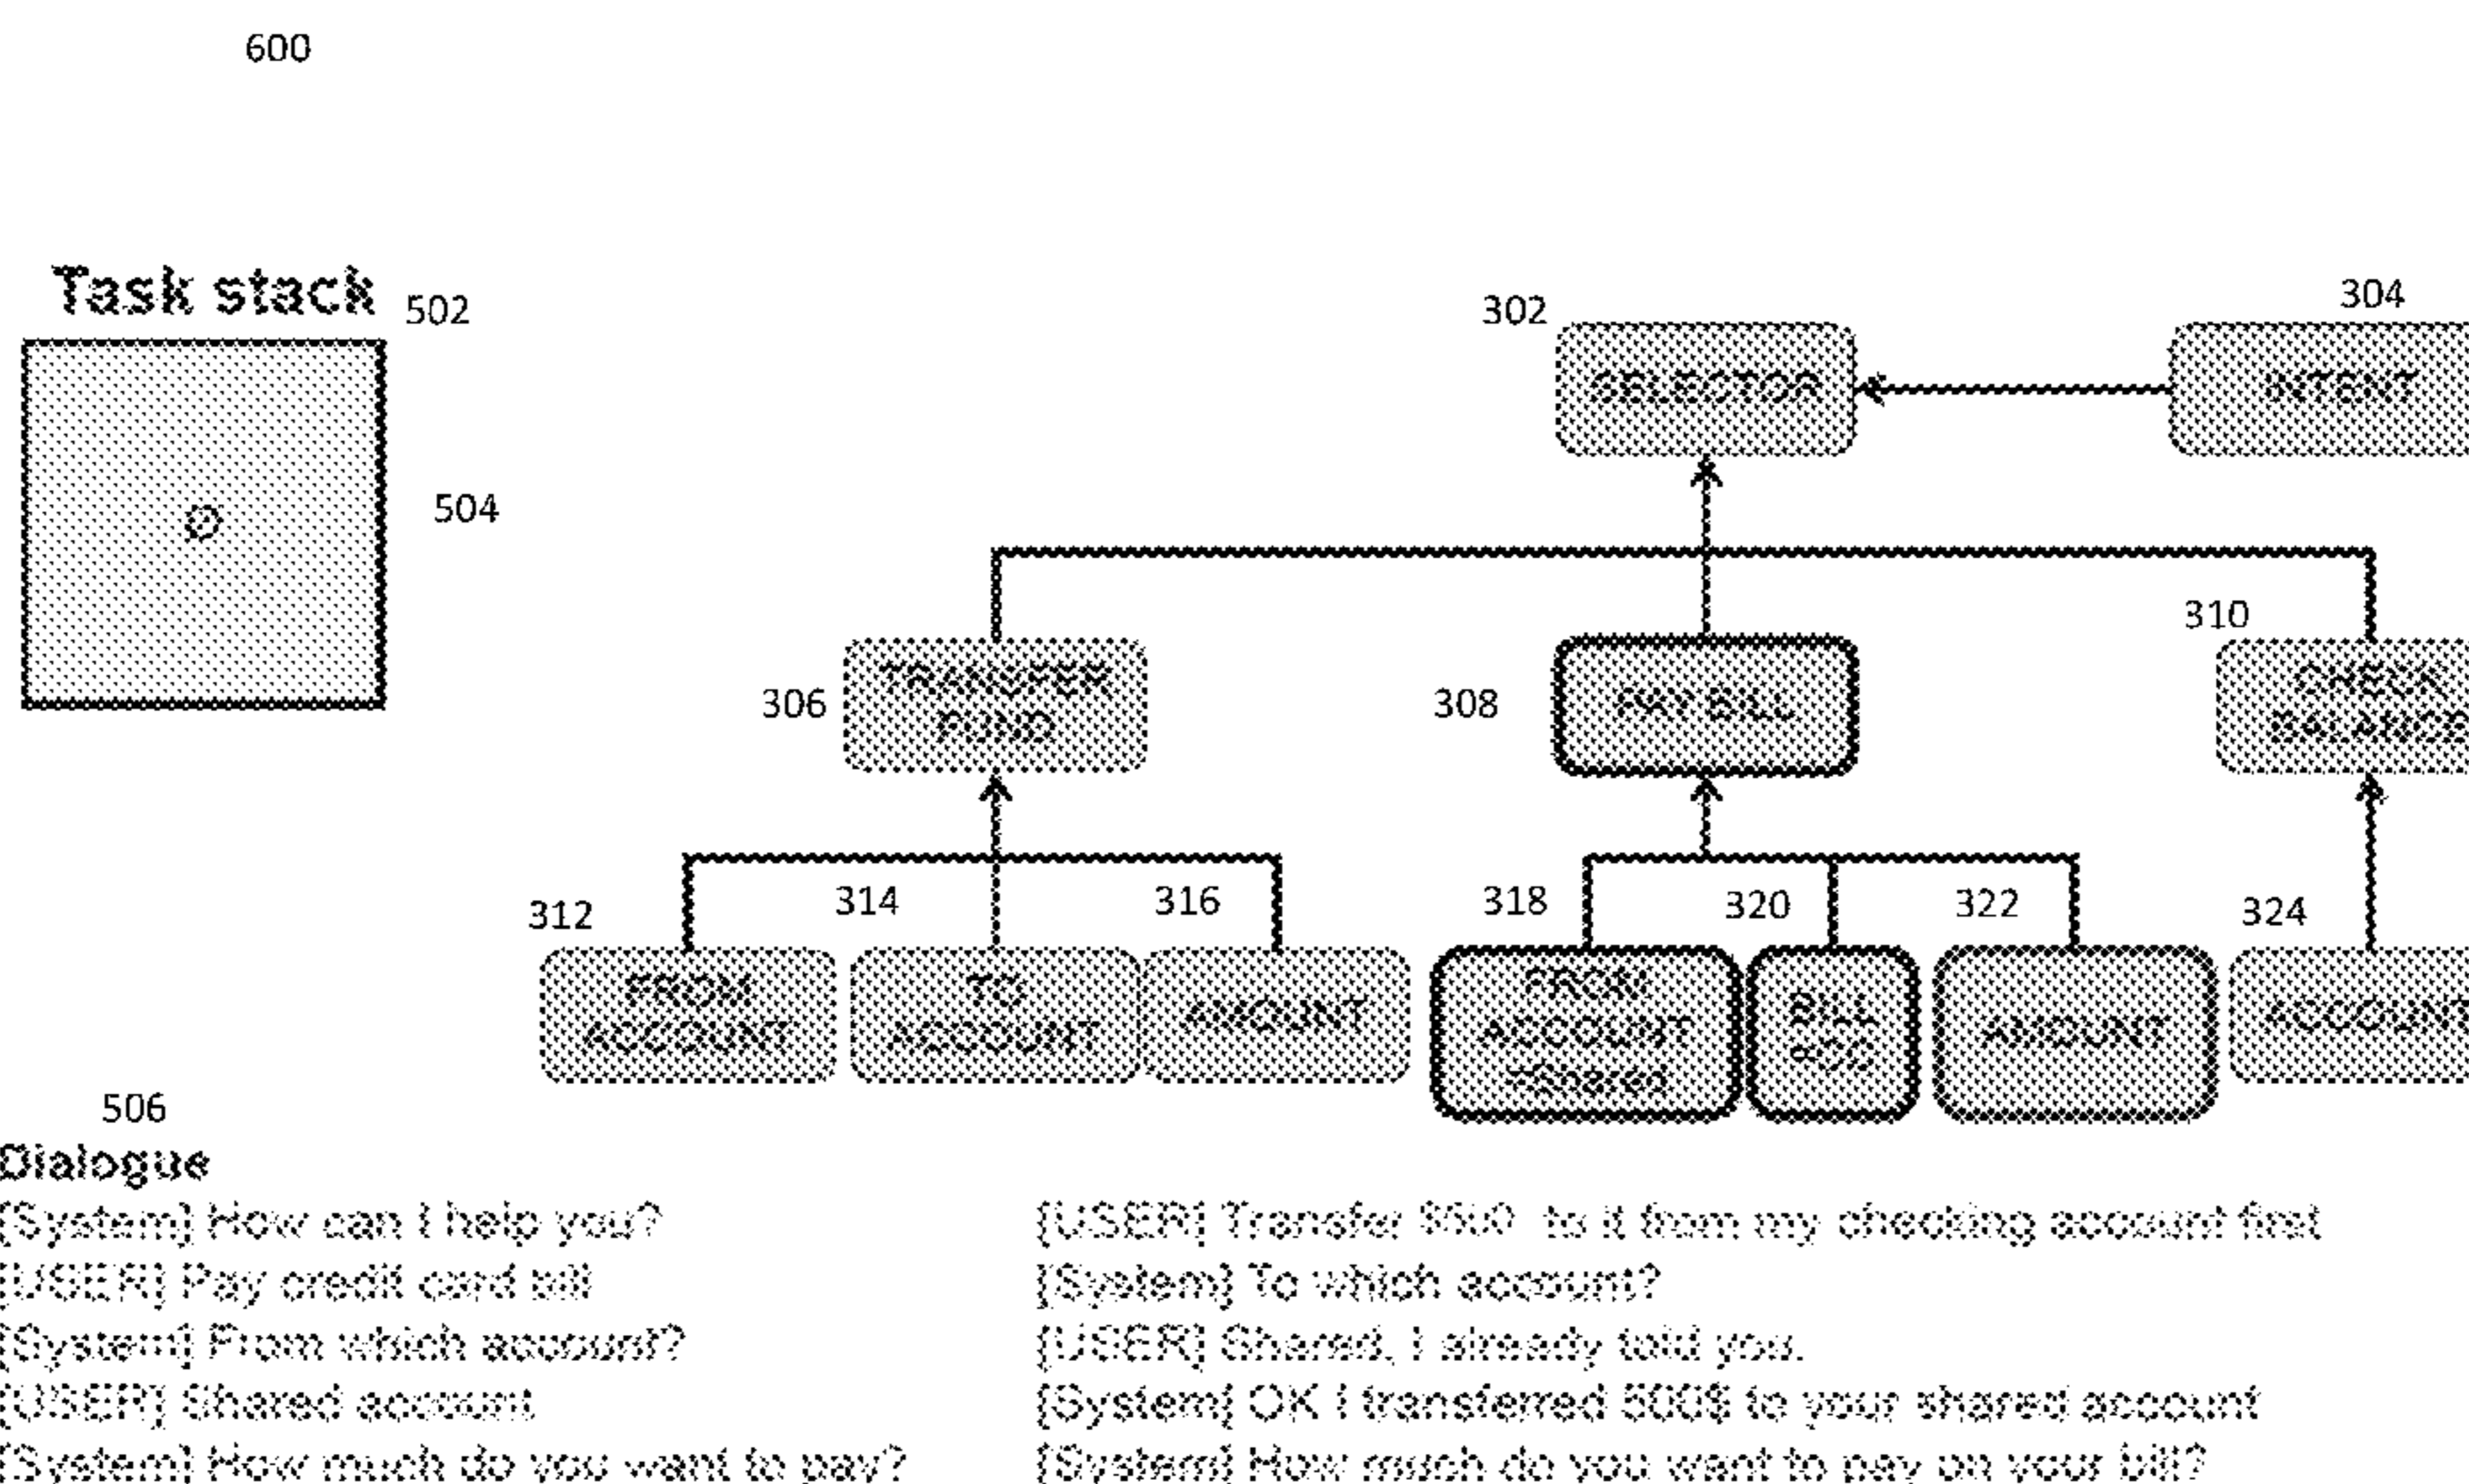 600
Task stack
502
∅
504
302
SELECTOR
304
INTENT
306
TRANSFER
FUND
308
PAY BILL
310
CHECK
BALANCE
312
FROM
ACCOUNT
314
TO
ACCOUNT
316
AMOUNT
318
FROM
ACCOUNT
=Shared
320
BILL
=CC
322
AMOUNT
324
ACCOUNT
506
Dialogue
[System] How can I help you?
[USER] Pay credit card bill
[System] From which account?
[USER] Shared account
[System] How much do you want to pay?
[USER] Transfer to it from my checking account first
[System] To which account?
[USER] Shared, I already told you.
[System] OK I transferred 500$ to your shared account
[System] How much do you want to pay on your bill?